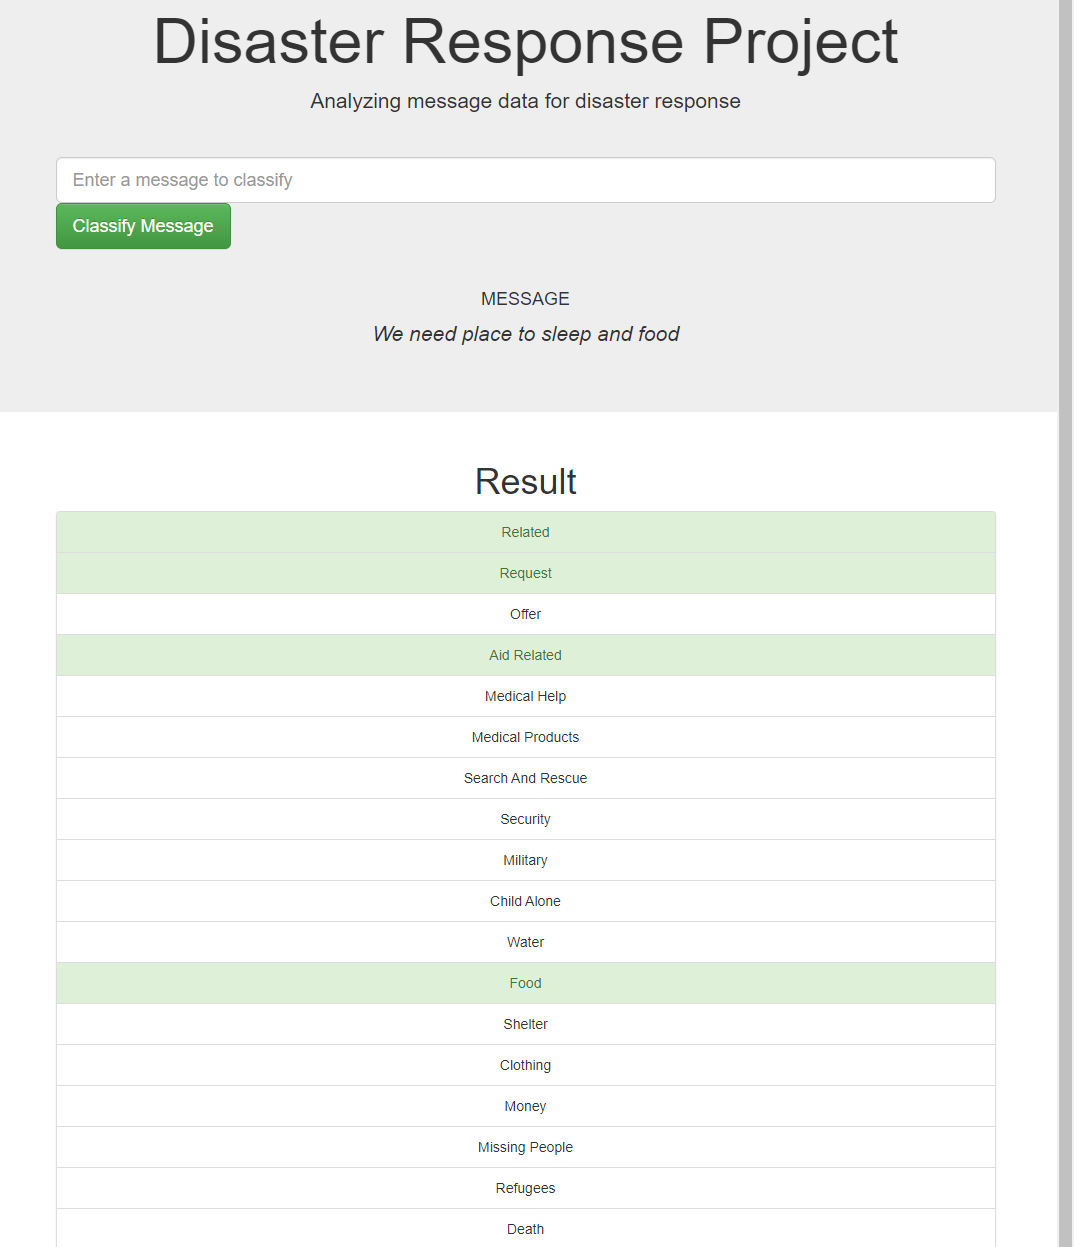 Disaster Response Project
Analyzing message data for disaster response
Enter a message to classify
Classify Message
MESSAGE
We need place to sleep and food
Result
Related
Request
Offer
Aid Related
Medical Help
Medical Products
Search And Rescue
Security
Military
Child Alone
Water
Food
Shelter
Clothing
Money
Missing People
Refugees
Death